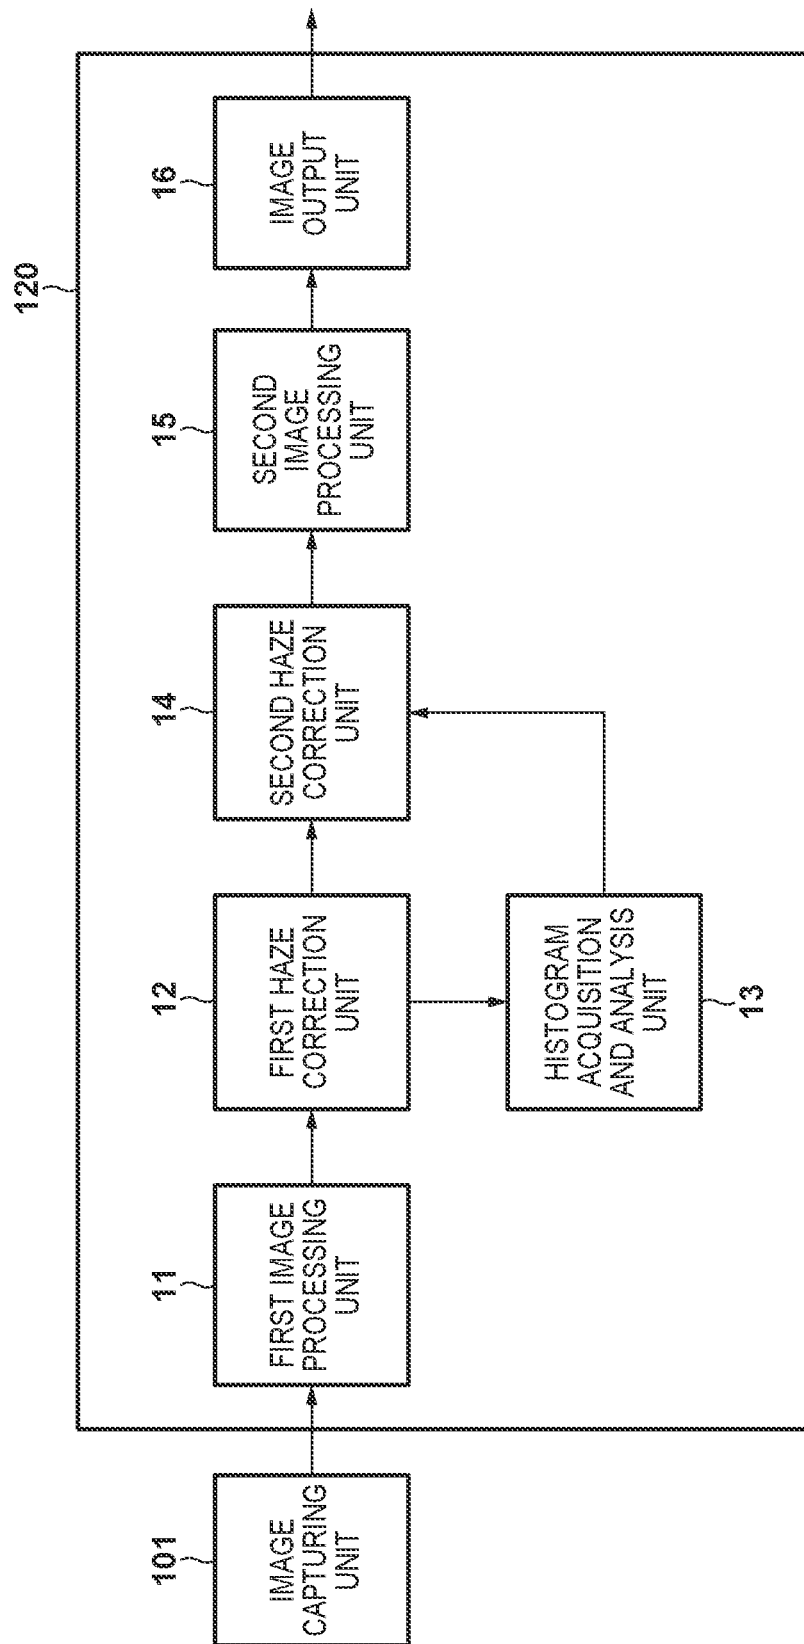 120
101
IMAGE
CAPTURING
UNIT
11
FIRST IMAGE
PROCESSING
UNIT
12
FIRST HAZE
CORRECTION
UNIT
14
SECOND HAZE
CORRECTION
UNIT
15
SECOND
IMAGE
PROCESSING
UNIT
16
IMAGE
OUTPUT
UNIT
HISTOGRAM
ACQUISITION
AND ANALYSIS
UNIT
13